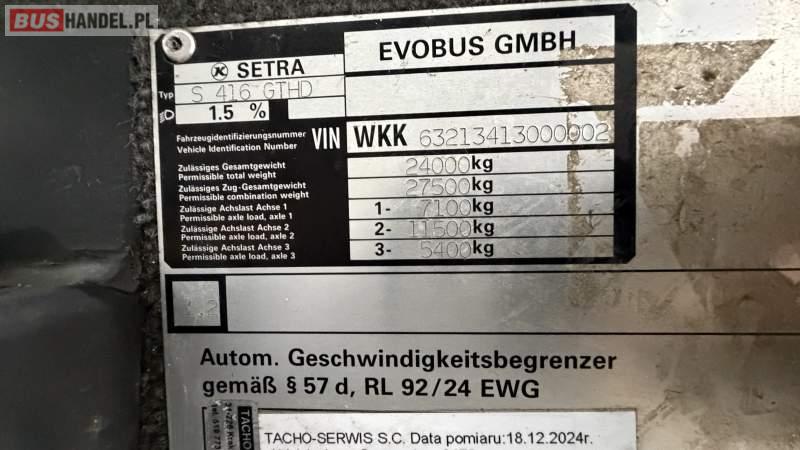 BUSHANDEL.PL
EVOBUS GMBH
SETRA
Typ S 416 GTHD
1.5 %
Fahrzeugidentifizierungsnummer
Vehicle Identification Number
VIN WKK 63213413000002
Zulässiges Gesamtgewicht
Permissible total weight
24000kg
Zulässiges Zug-Gesamtgewicht
Permissible combination weight
27500kg
Zulässige Achslast Achse 1
Permissible axle load, axle 1
1- 7100kg
Zulässige Achslast Achse 2
Permissible axle load, axle 2
2- 11500kg
Zulässige Achslast Achse 3
Permissible axle load, axle 3
3- 5400kg
Autom. Geschwindigkeitsbegrenzer
gemäß § 57 d, RL 92/24 EWG
TACHO
TACHO-SERWIS S.C. Data pomiaru:18.12.2024r.